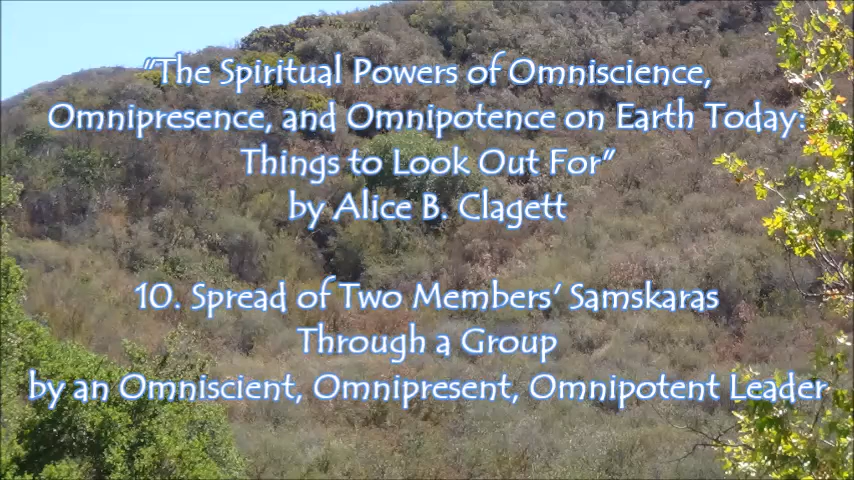 "The Spiritual Powers of Omniscience,
Omnipresence, and Omnipotence on Earth Today:
Things to Look Out For"
by Alice B. Clagett
10. Spread of Two Members' Samskaras
Through a Group
by an Omniscient, Omnipresent, Omnipotent Leader